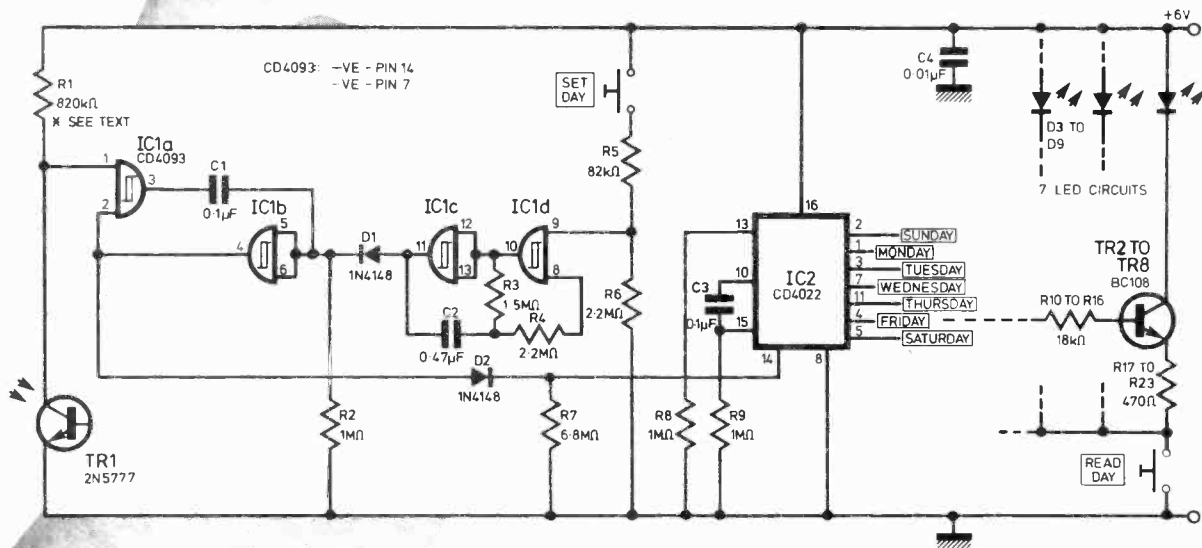 +6V
CD4093: -VE - PIN 14
-VE - PIN 7
R1
820kΩ
* SEE TEXT
IC1a
CD4093
1
2
3
C1
0·1µF
IC1b
4
5
6
D1
1N4148
IC1c
11
12
13
IC1d
10
9
8
R3
1·5MΩ
R4
2·2MΩ
C2
0·47µF
D2
1N4148
SET
DAY
R5
82kΩ
R6
2·2MΩ
R2
1MΩ
R7
6·8MΩ
R8
1MΩ
R9
1MΩ
C3
0·1µF
TR1
2N5777
16
13
10
15
14
8
IC2
CD4022
2
SUNDAY
1
MONDAY
3
TUESDAY
7
WEDNESDAY
11
THURSDAY
4
FRIDAY
5
SATURDAY
C4
0·01µF
D3 TO
D9
7 LED CIRCUITS
TR2 TO
TR8
BC108
R10 TO R16
18kΩ
R17 TO
R23
470Ω
READ
DAY